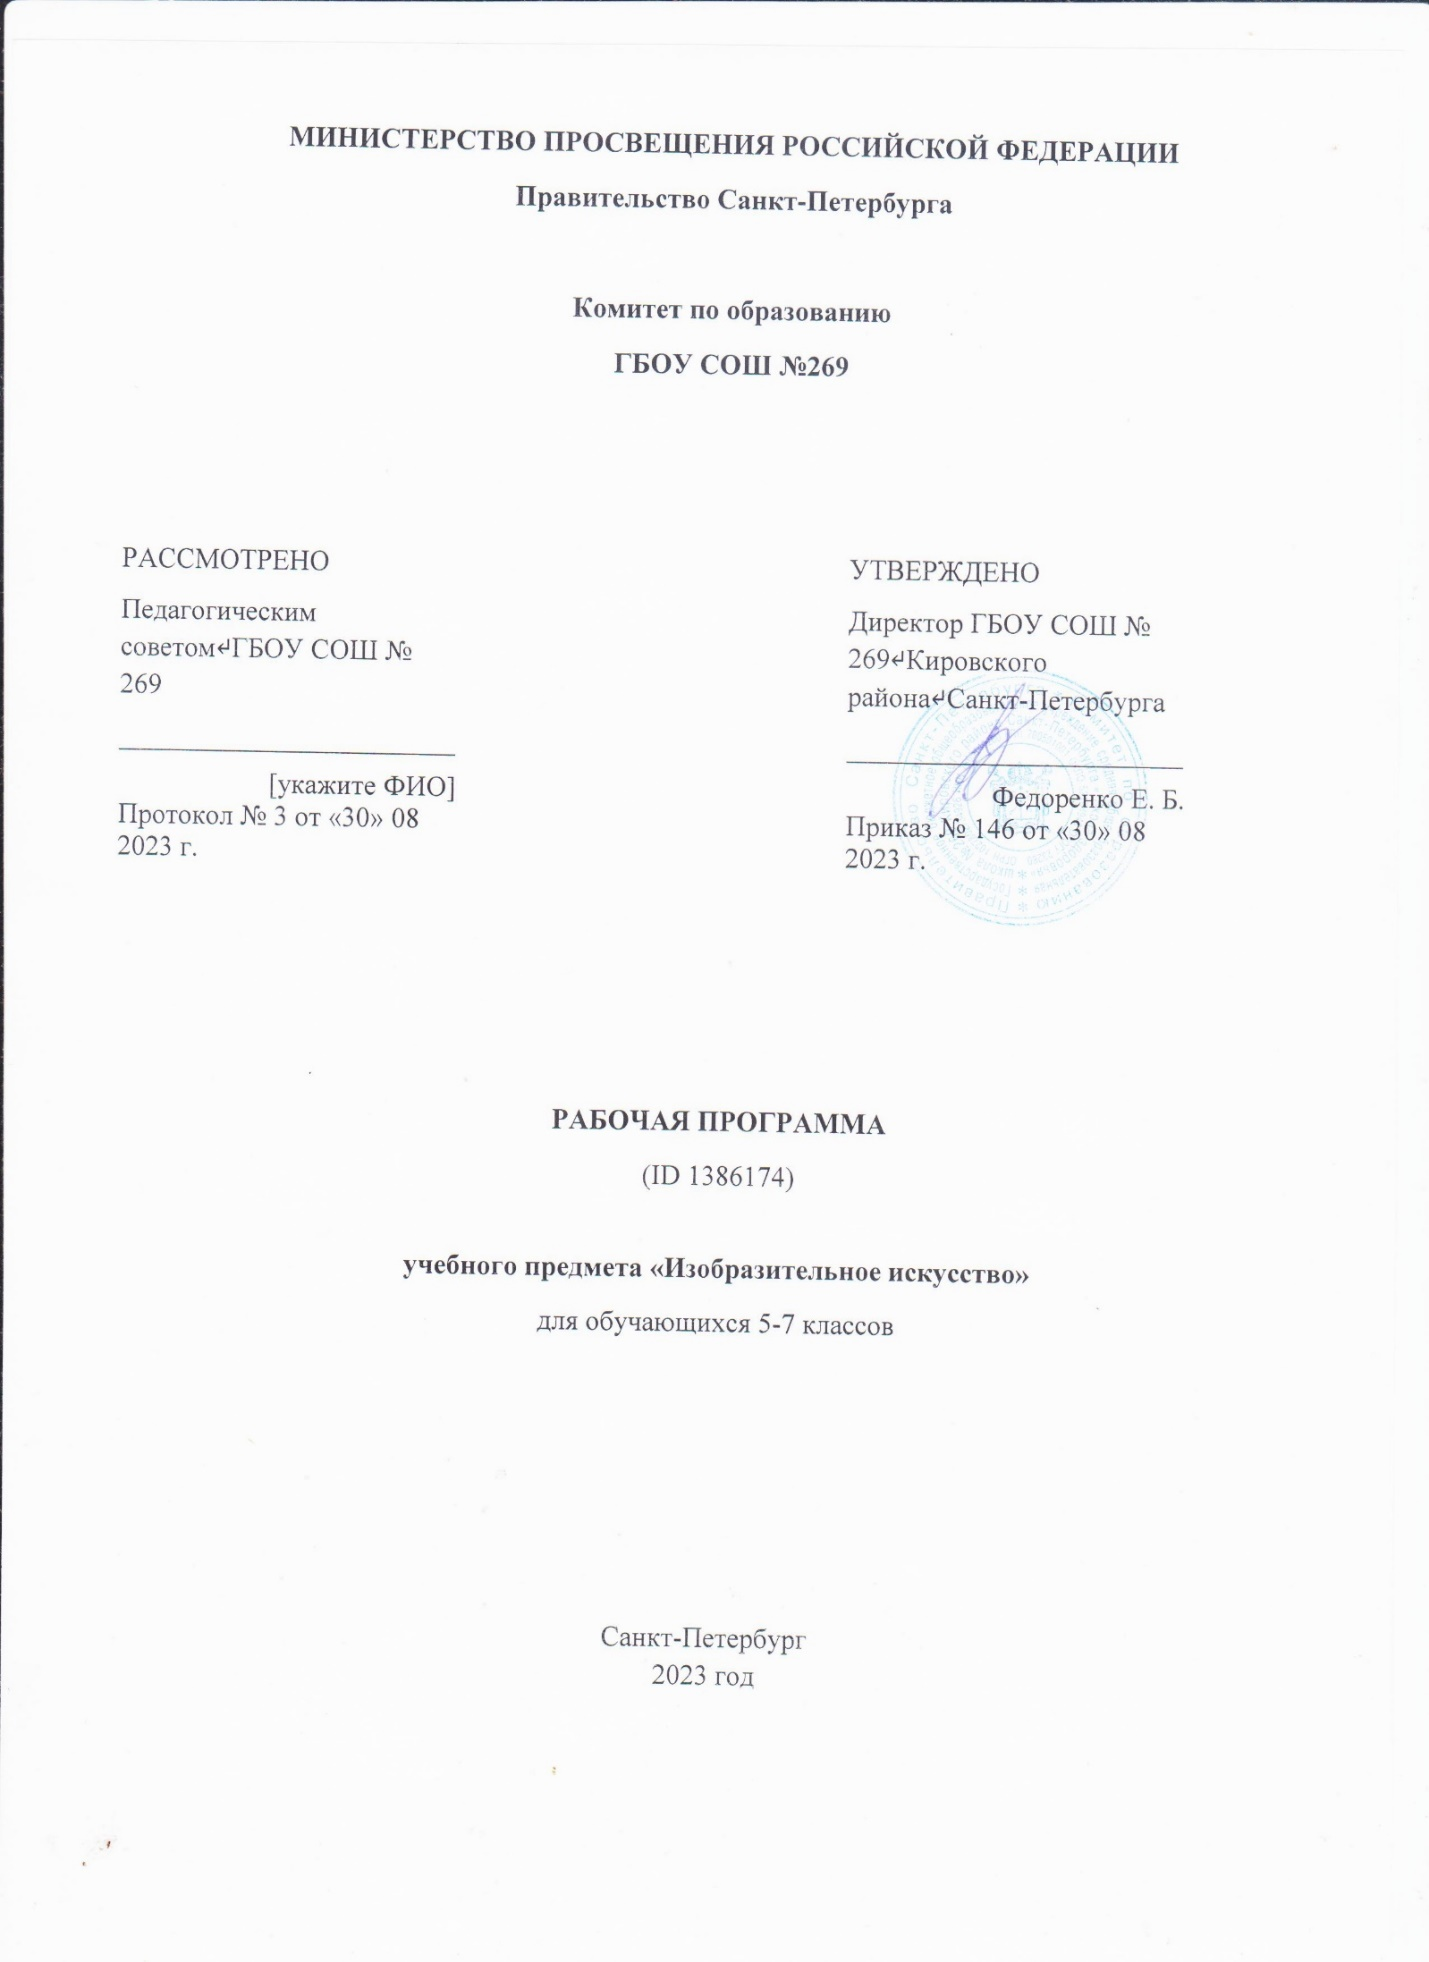 МИНИСТЕРСТВО ПРОСВЕЩЕНИЯ РОССИЙСКОЙ ФЕДЕРАЦИИ
Правительство Санкт-Петербурга
Комитет по образованию
ГБОУ СОШ №269
РАССМОТРЕНО
Педагогическим
советом↵ГБОУ СОШ №
269
[укажите ФИО]
Протокол № 3 от «30» 08
2023 г.
УТВЕРЖДЕНО
Директор ГБОУ СОШ №
269↵Кировского
района↵Санкт-Петербурга
Федоренко Е. Б.
Приказ № 146 от «30» 08
2023 г.
РАБОЧАЯ ПРОГРАММА
(ID 1386174)
учебного предмета «Изобразительное искусство»
для обучающихся 5-7 классов
Санкт-Петербург
2023 год